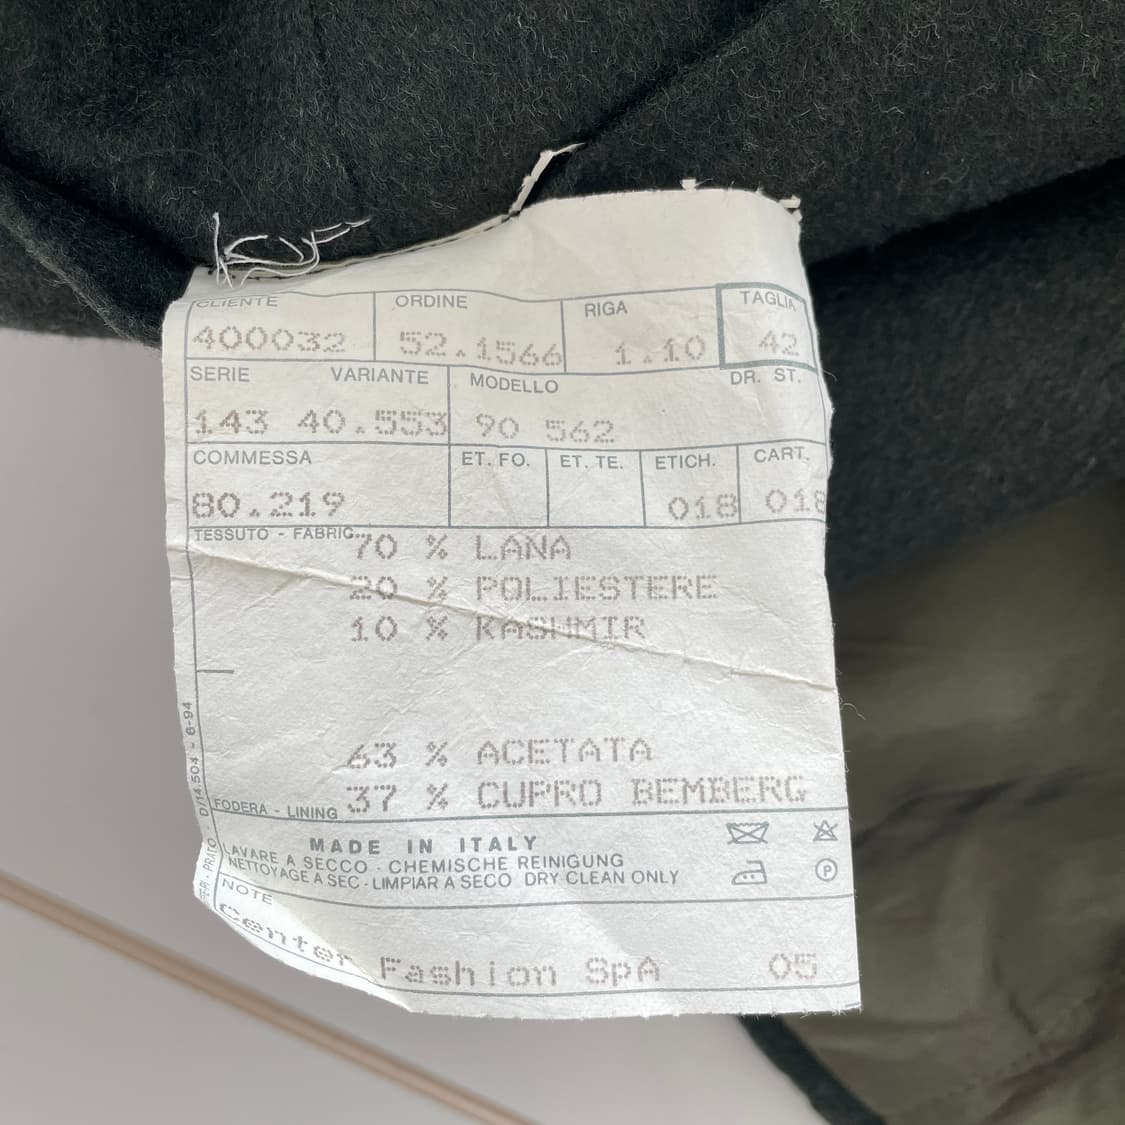 CLIENTE ORDINE RIGA TAGLIA
400032 52.1566 1.10 42
SERIE VARIANTE MODELLO DR. ST.
143 40.553 90 562
COMMESSA ET. FO. ET. TE. ETICH. CART.
80.219 018 018
TESSUTO - FABRIC
70 % LANA
20 % POLIESTERE
10 % KASHMIR
63 % ACETATA
FODERA - LINING 37 % CUPRO BEMBERG
MADE IN ITALY
LAVARE A SECCO - CHEMISCHE REINIGUNG
NETTOYAGE A SEC - LIMPIAR A SECO DRY CLEAN ONLY
P
NOTE
Center Fashion SpA 05
PRATO - D/14.504 - 6-94